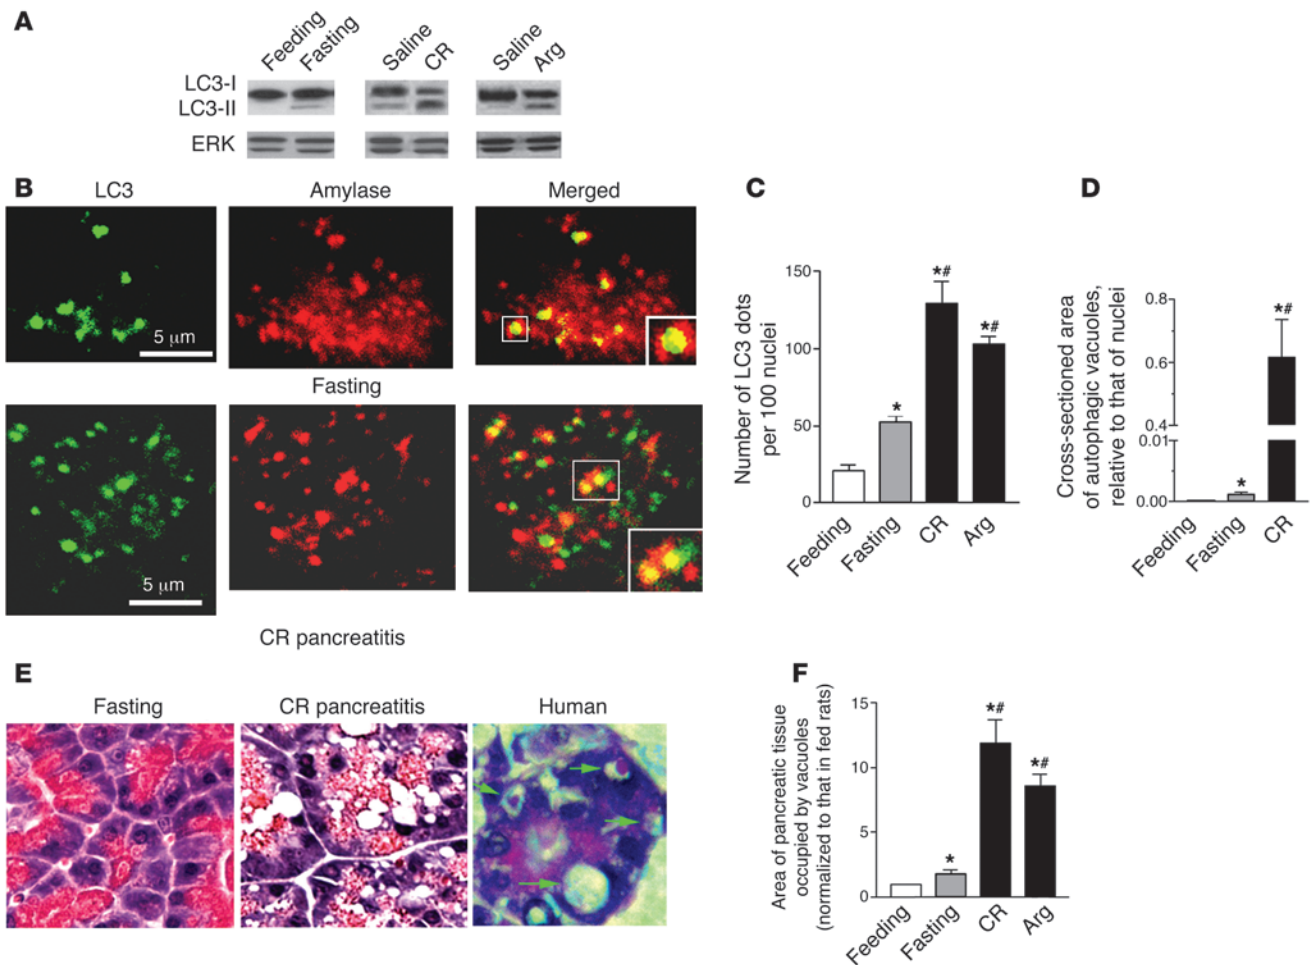 A
Feeding
Fasting
Saline
CR
Saline
Arg
LC3-I
LC3-II
ERK
B
LC3
Amylase
Merged
5 μm
Fasting
5 μm
CR pancreatitis
C
Number of LC3 dots
per 100 nuclei
150
100
50
0
*
*#
*#
Feeding
Fasting
CR
Arg
D
Cross-sectioned area
of autophagic vacuoles,
relative to that of nuclei
0.8
0.6
0.4
0.01
0.00
*
*#
Feeding
Fasting
CR
E
Fasting
CR pancreatitis
Human
F
Area of pancreatic tissue
occupied by vacuoles
(normalized to that in fed rats)
15
10
5
0
*
*#
*#
Feeding
Fasting
CR
Arg